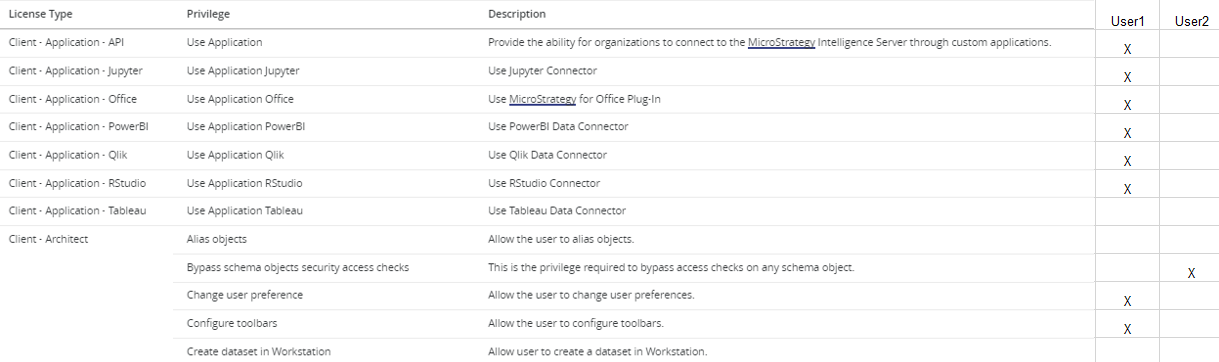 License Type Privilege Description User1 User2
Client - Application - API Use Application Provide the ability for organizations to connect to the MicroStrategy Intelligence Server through custom applications. X
Client - Application - Jupyter Use Application Jupyter Use Jupyter Connector X
Client - Application - Office Use Application Office Use MicroStrategy for Office Plug-In X
Client - Application - PowerBI Use Application PowerBI Use PowerBI Data Connector X
Client - Application - Qlik Use Application Qlik Use Qlik Data Connector X
Client - Application - RStudio Use Application RStudio Use RStudio Connector X
Client - Application - Tableau Use Application Tableau Use Tableau Data Connector
Client - Architect Alias objects Allow the user to alias objects.
Bypass schema objects security access checks This is the privilege required to bypass access checks on any schema object. X
Change user preference Allow the user to change user preferences. X
Configure toolbars Allow the user to configure toolbars. X
Create dataset in Workstation Allow user to create a dataset in Workstation.